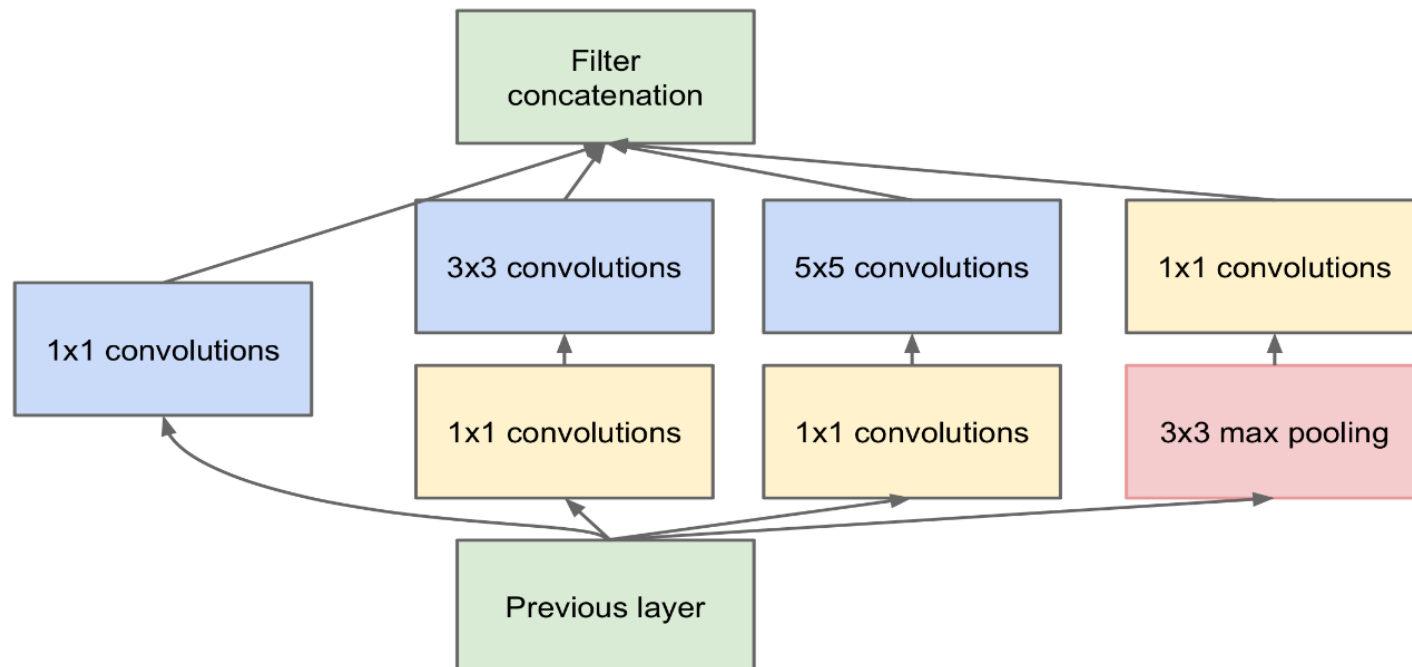 Filter
concatenation
3x3 convolutions
5x5 convolutions
1x1 convolutions
1x1 convolutions
1x1 convolutions
1x1 convolutions
3x3 max pooling
Previous layer